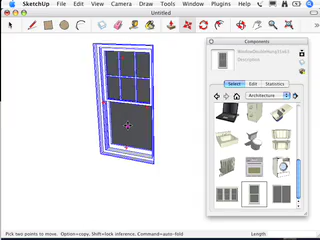 SketchUp File Edit View Camera Draw Tools Window Plugins Help
Untitled
Components
Description
Select Edit Statistics
Architecture
Pick two points to move. Option=copy, Shift=lock inference, Command=auto-fold
Length